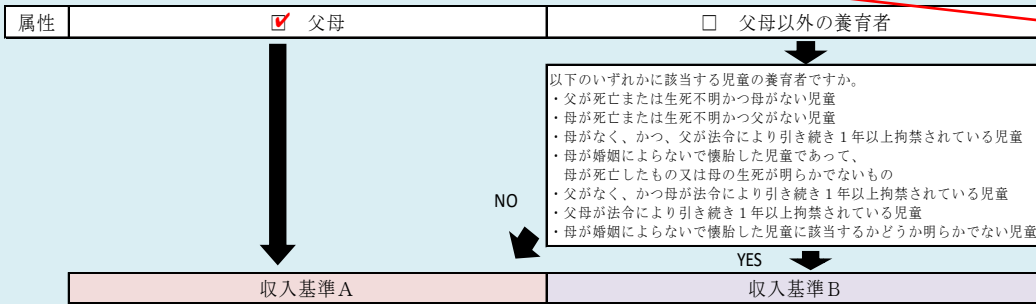 属性
☑ 父母
□ 父母以外の養育者
以下のいずれかに該当する児童の養育者ですか。
・父が死亡または生死不明かつ母がない児童
・母が死亡または生死不明かつ父がない児童
・母がなく、かつ、父が法令により引き続き１年以上拘禁されている児童
・母が婚姻によらないで懐胎した児童であって、
母が死亡したもの又は母の生死が明らかでないもの
・父がなく、かつ母が法令により引き続き１年以上拘禁されている児童
・父母が法令により引き続き１年以上拘禁されている児童
・母が婚姻によらないで懐胎した児童に該当するかどうか明らかでない児童
NO
YES
収入基準Ａ
収入基準Ｂ